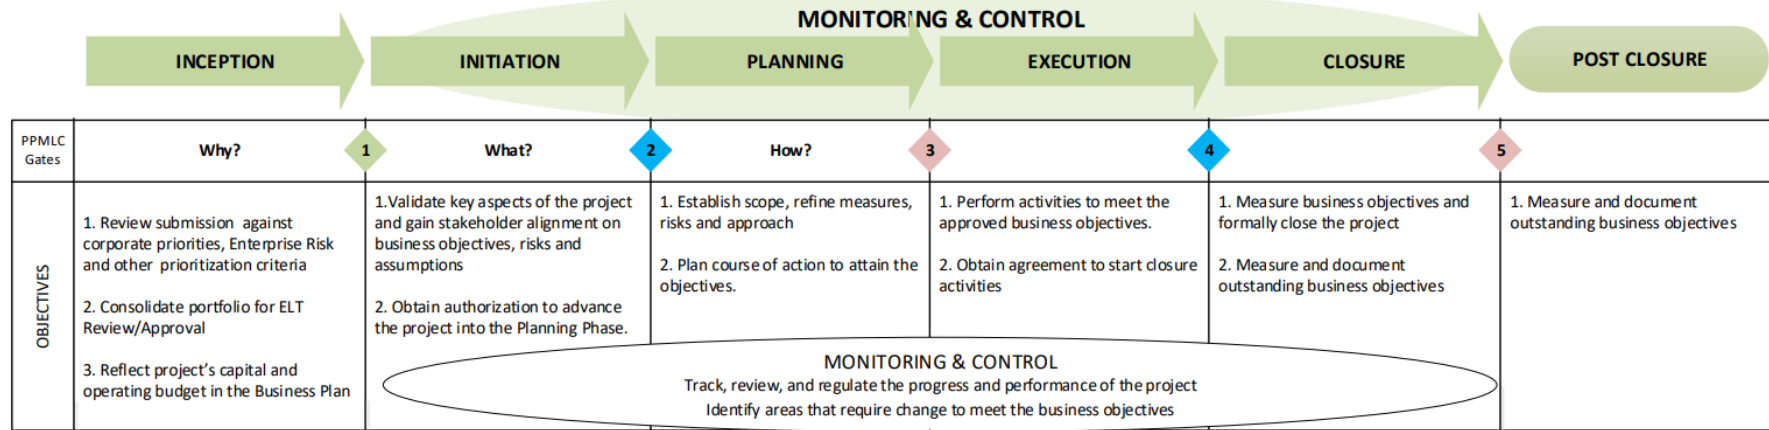 MONITORING & CONTROL
INCEPTION
INITIATION
PLANNING
EXECUTION
CLOSURE
POST CLOSURE
PPMLC
Gates
Why?
1
What?
2
How?
3
4
5
OBJECTIVES
1. Review submission against
corporate priorities, Enterprise Risk
and other prioritization criteria
2. Consolidate portfolio for ELT
Review/Approval
3. Reflect project's capital and
operating budget in the Business Plan
1.Validate key aspects of the project
and gain stakeholder alignment on
business objectives, risks and
assumptions
2. Obtain authorization to advance
the project into the Planning Phase.
1. Establish scope, refine measures,
risks and approach
2. Plan course of action to attain the
objectives.
1. Perform activities to meet the
approved business objectives.
2. Obtain agreement to start closure
activities
1. Measure business objectives and
formally close the project
2. Measure and document
outstanding business objectives
1. Measure and document
outstanding business objectives
MONITORING & CONTROL
Track, review, and regulate the progress and performance of the project
Identify areas that require change to meet the business objectives